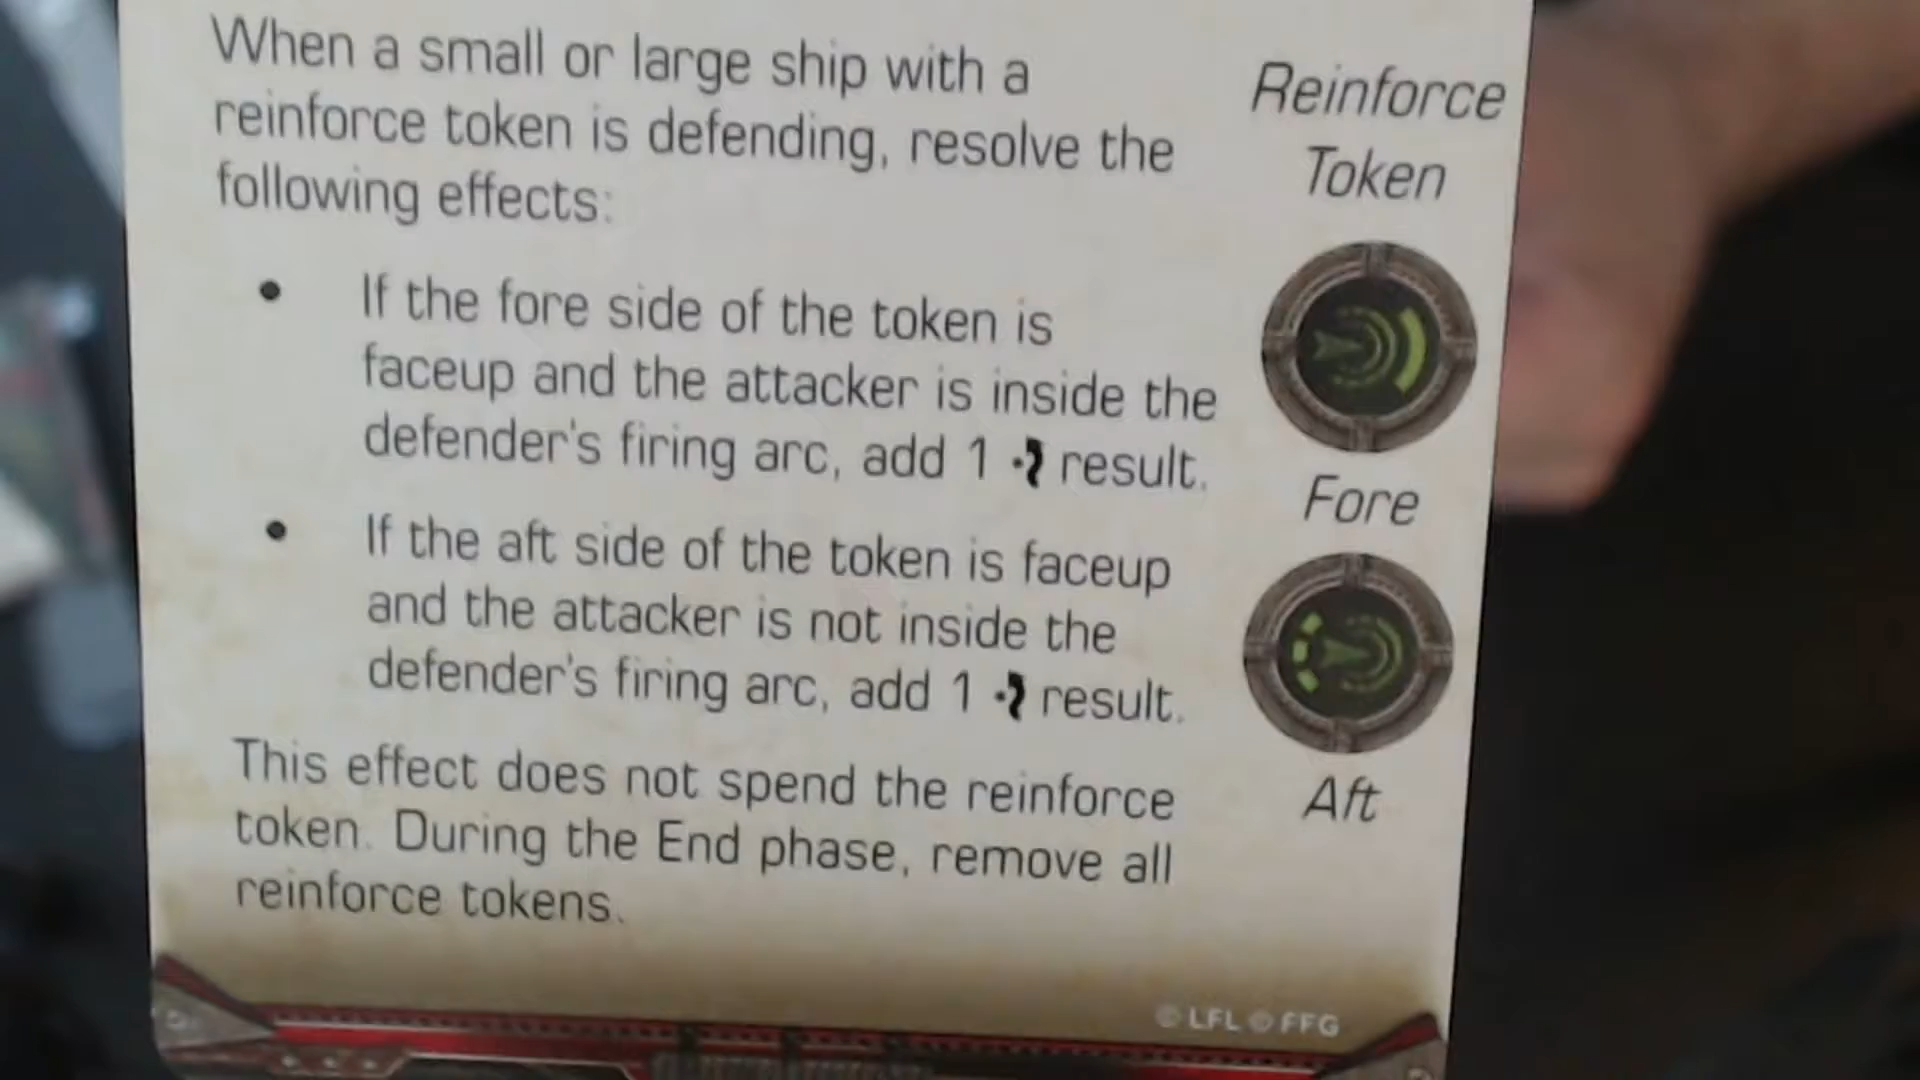 When a small or large ship with a
reinforce token is defending, resolve the
following effects:
• If the fore side of the token is
faceup and the attacker is inside the
defender's firing arc, add 1 result.
• If the aft side of the token is faceup
and the attacker is not inside the
defender's firing arc, add 1 result.
This effect does not spend the reinforce
token. During the End phase, remove all
reinforce tokens.
Reinforce
Token
Fore
Aft
© LFL © FFG